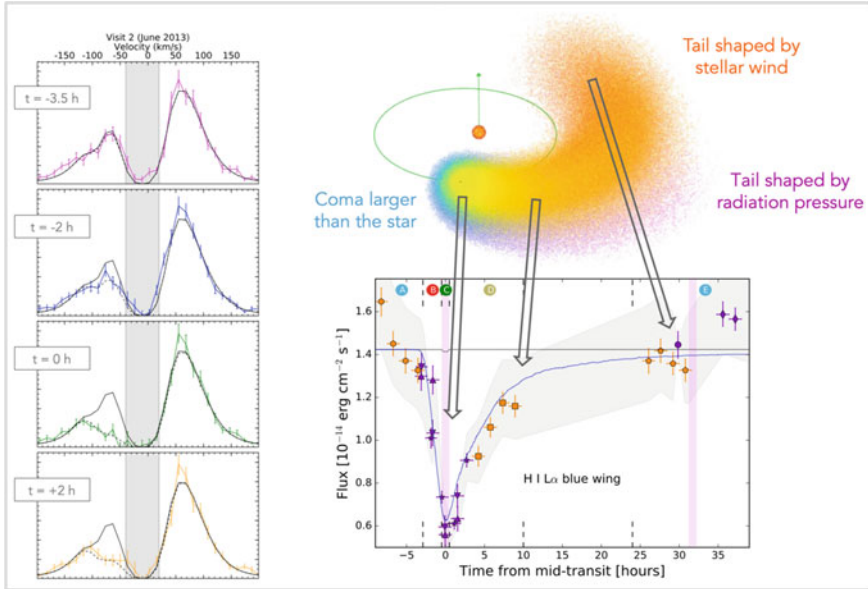 Visit 2 (June 2013)
Velocity (km/s)
-150 -100 -50 0 50 100 150
t = -3.5 h
t = -2 h
t = 0 h
t = +2 h
Tail shaped by
stellar wind
Coma larger
than the star
Tail shaped by
radiation pressure
A B C D E
Flux [10⁻¹⁴ erg cm⁻² s⁻¹]
1.6
1.4
1.2
1.0
0.8
0.6
H I Lα blue wing
−5 0 5 10 15 20 25 30 35
Time from mid-transit [hours]